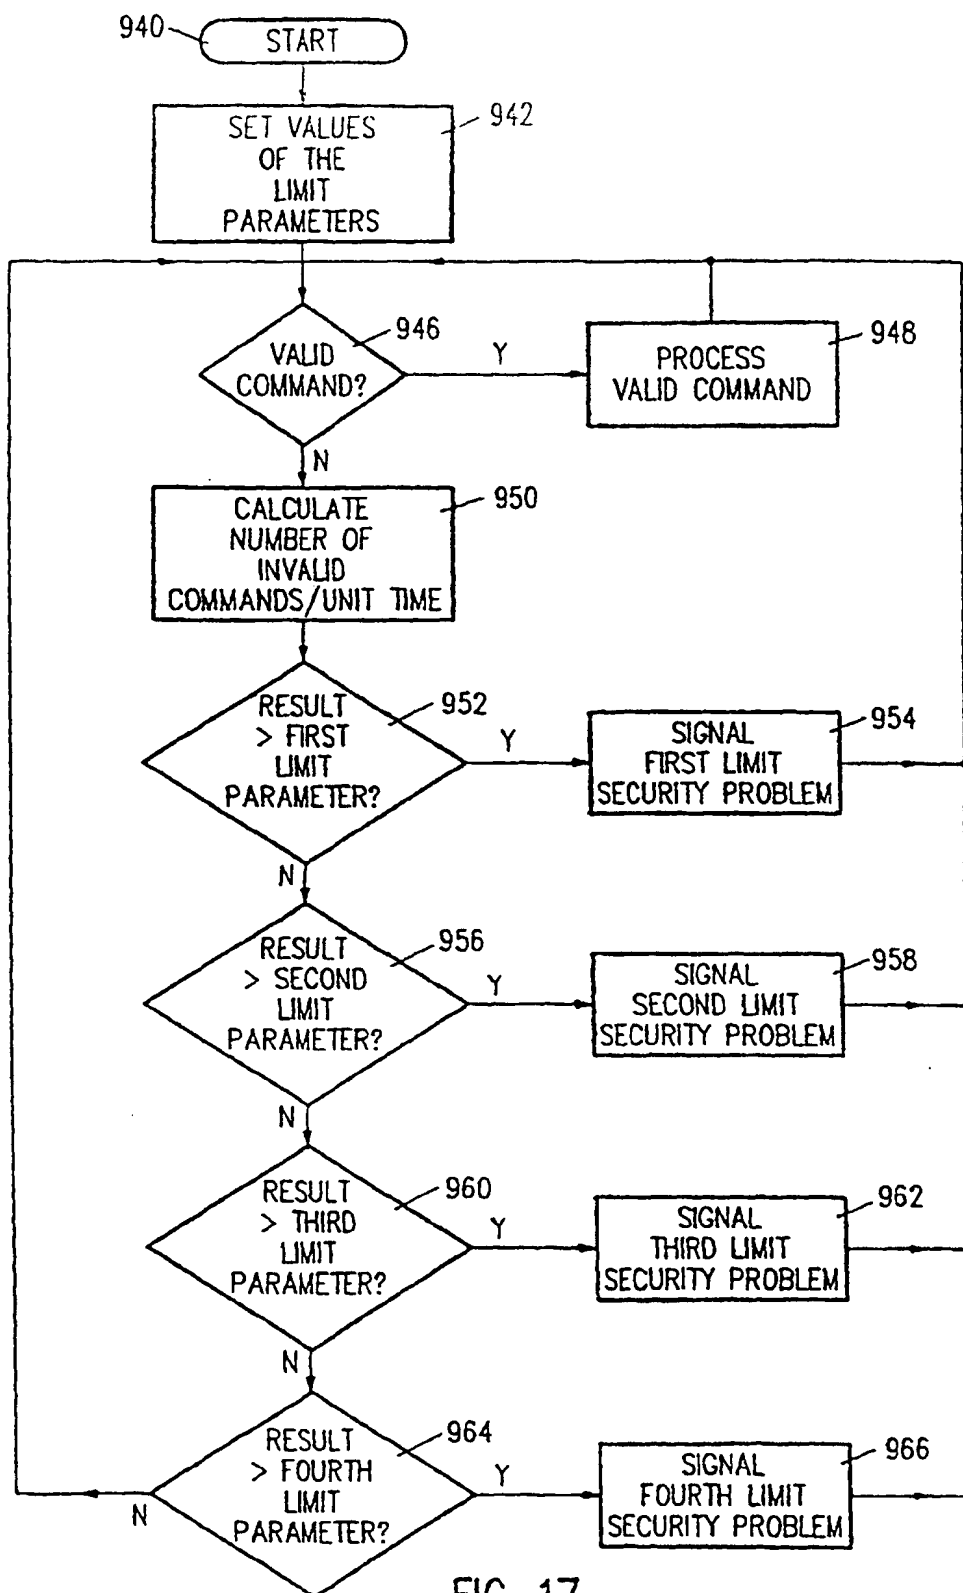 940
START
942
SET VALUES
OF THE
LIMIT
PARAMETERS
946
VALID
COMMAND?
Y
948
PROCESS
VALID COMMAND
N
950
CALCULATE
NUMBER OF
INVALID
COMMANDS/UNIT TIME
952
RESULT
> FIRST
LIMIT
PARAMETER?
Y
954
SIGNAL
FIRST LIMIT
SECURITY PROBLEM
N
956
RESULT
> SECOND
LIMIT
PARAMETER?
Y
958
SIGNAL
SECOND LIMIT
SECURITY PROBLEM
N
960
RESULT
> THIRD
LIMIT
PARAMETER?
Y
962
SIGNAL
THIRD LIMIT
SECURITY PROBLEM
N
964
RESULT
> FOURTH
LIMIT
PARAMETER?
N
Y
966
SIGNAL
FOURTH LIMIT
SECURITY PROBLEM
FIG. 17